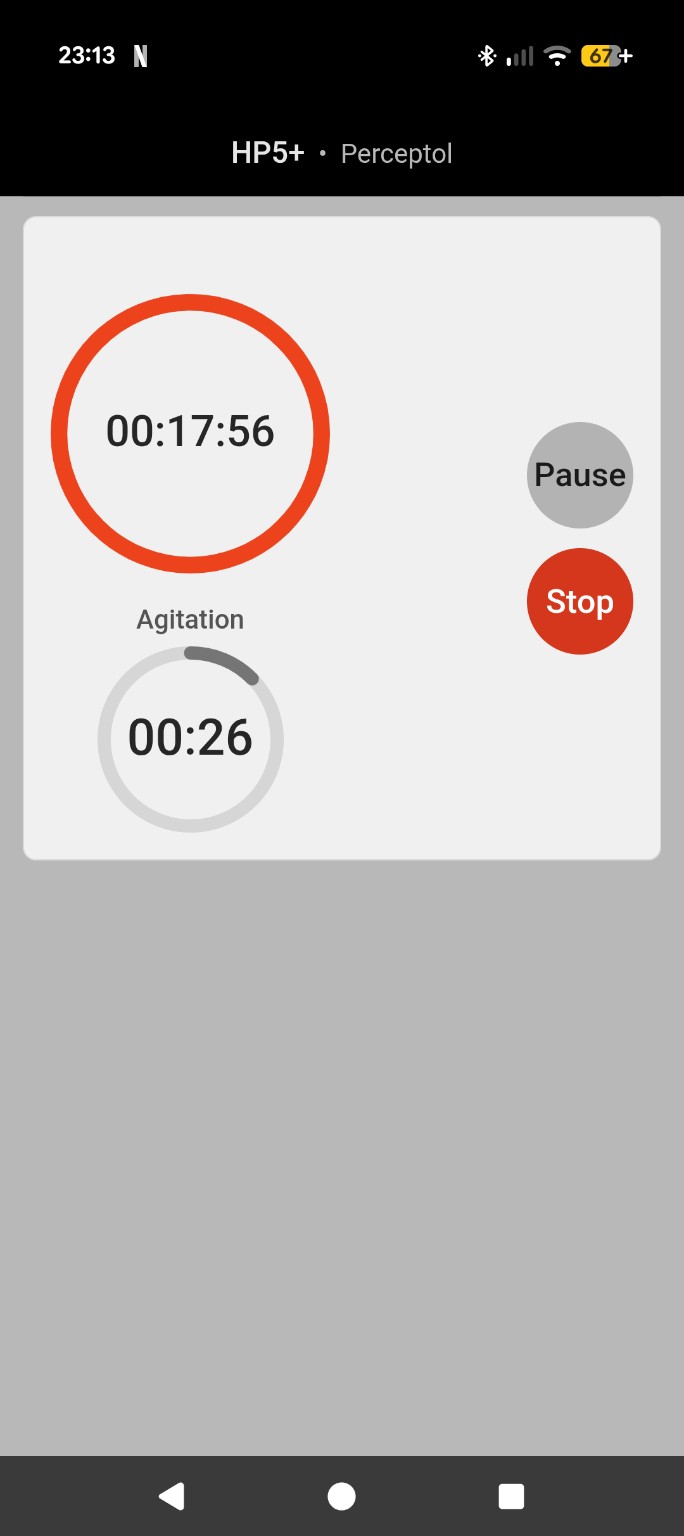 23:13 N 67+
HP5+ • Perceptol
00:17:56
Pause
Stop
Agitation
00:26